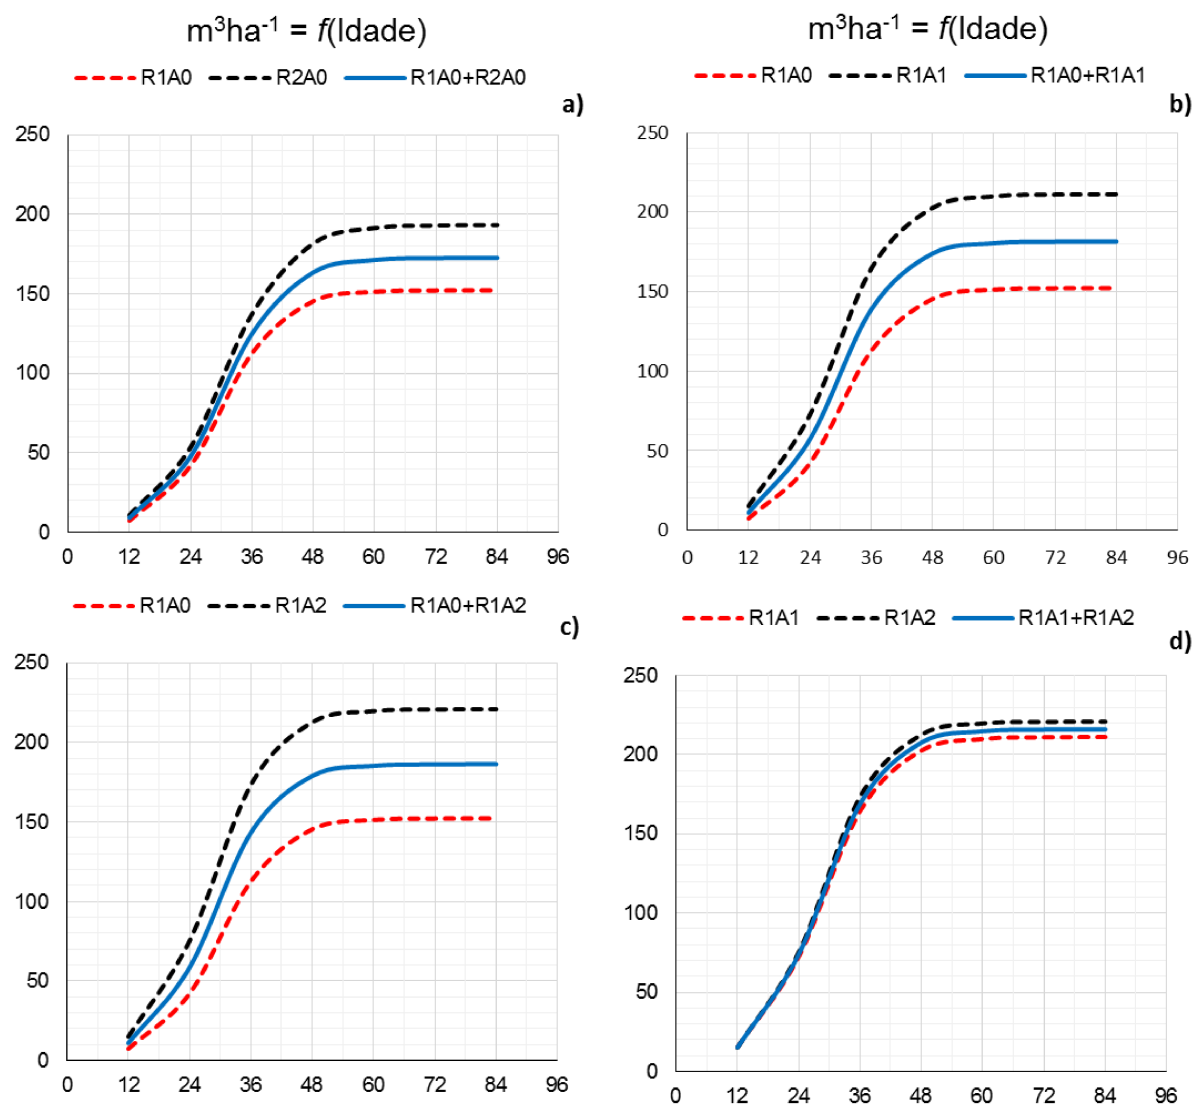 m³ha⁻¹ = f(Idade)
R1A0 R2A0 R1A0+R2A0
a)
250
200
150
100
50
0
0 12 24 36 48 60 72 84 96
m³ha⁻¹ = f(Idade)
R1A0 R1A1 R1A0+R1A1
b)
250
200
150
100
50
0
0 12 24 36 48 60 72 84 96
R1A0 R1A2 R1A0+R1A2
c)
250
200
150
100
50
0
0 12 24 36 48 60 72 84 96
R1A1 R1A2 R1A1+R1A2
d)
250
200
150
100
50
0
0 12 24 36 48 60 72 84 96